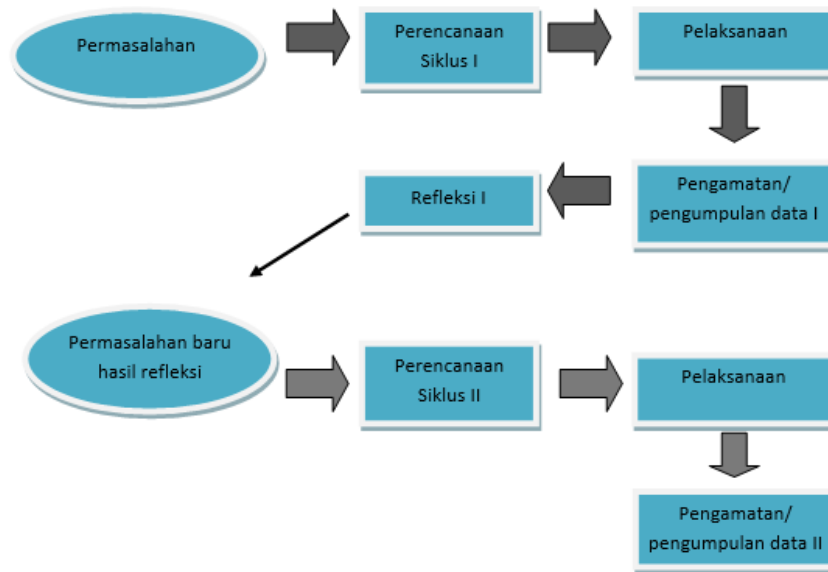 Permasalahan
Perencanaan
Siklus I
Pelaksanaan
Pengamatan/
pengumpulan data I
Refleksi I
Permasalahan baru
hasil refleksi
Perencanaan
Siklus II
Pelaksanaan
Pengamatan/
pengumpulan data II